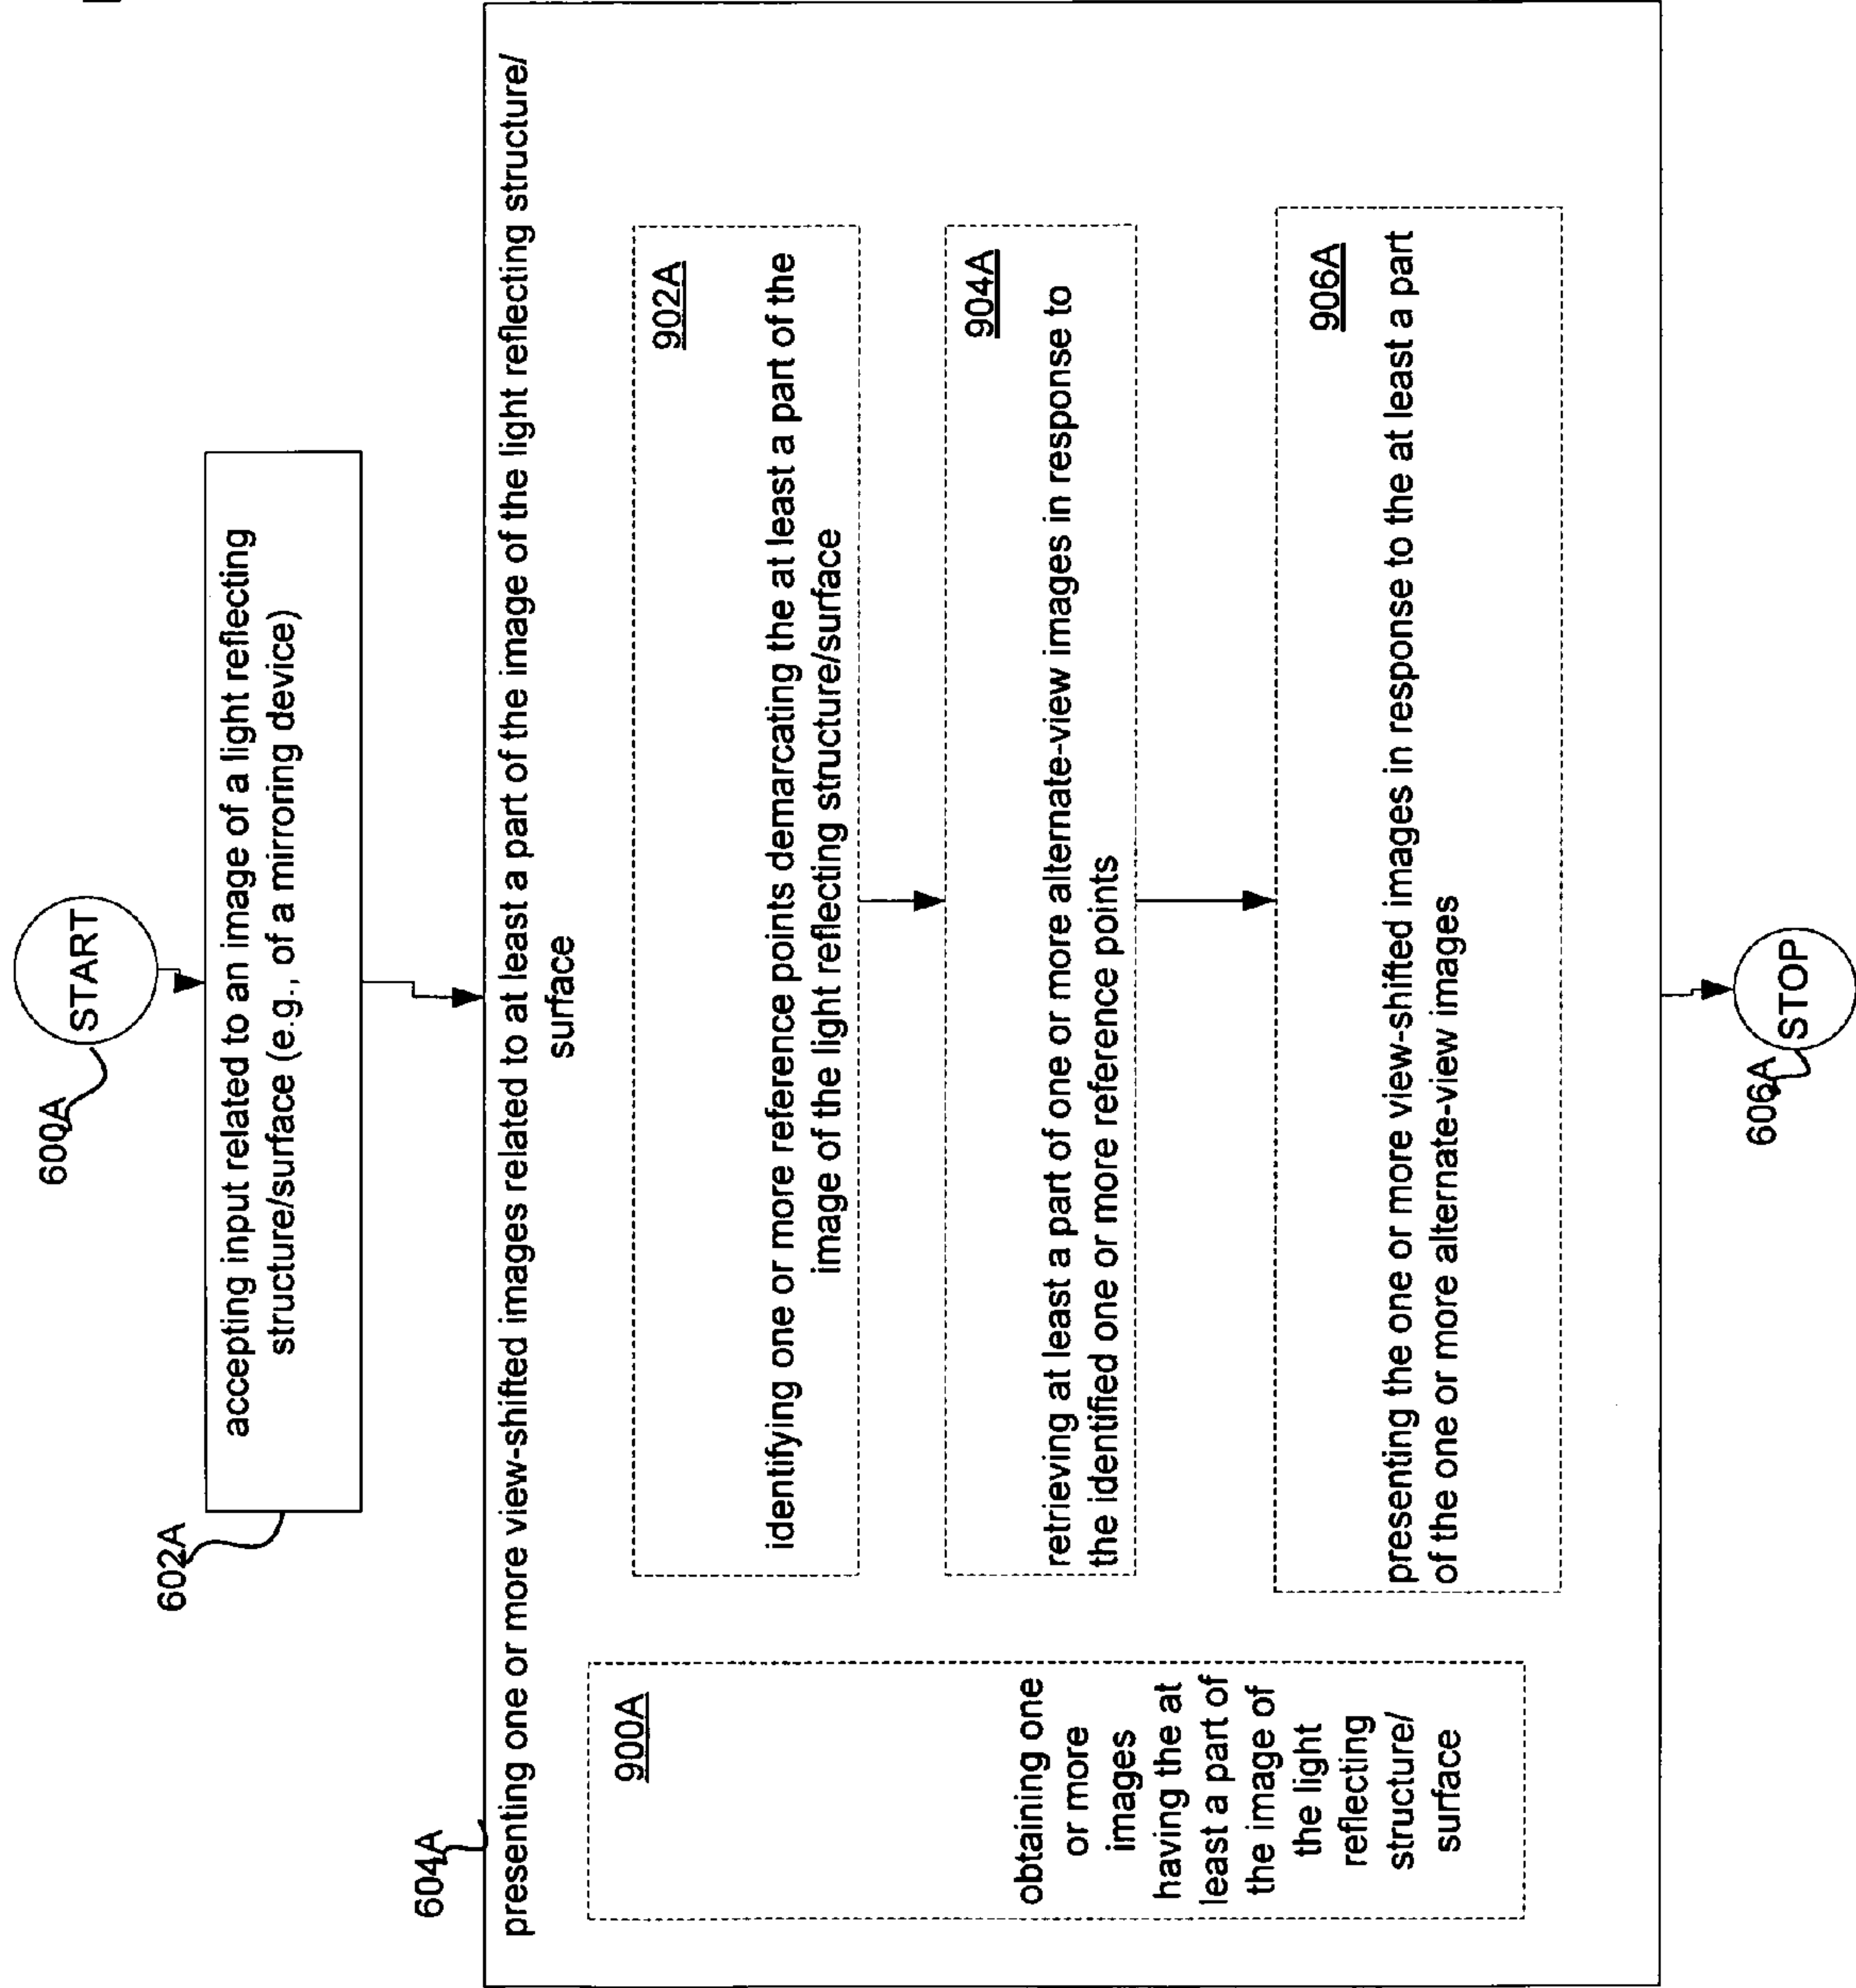 START
600A
602A
accepting input related to an image of a light reflecting
structure/surface (e.g., of a mirroring device)
604A
presenting one or more view-shifted images related to at least a part of the image of the light reflecting structure/
surface
900A
obtaining one
or more
images
having the at
least a part of
the image of
the light
reflecting
structure/
surface
902A
identifying one or more reference points demarcating the at least a part of the
image of the light reflecting structure/surface
904A
retrieving at least a part of one or more alternate-view images in response to
the identified one or more reference points
906A
presenting the one or more view-shifted images in response to the at least a part
of the one or more alternate-view images
606A
STOP